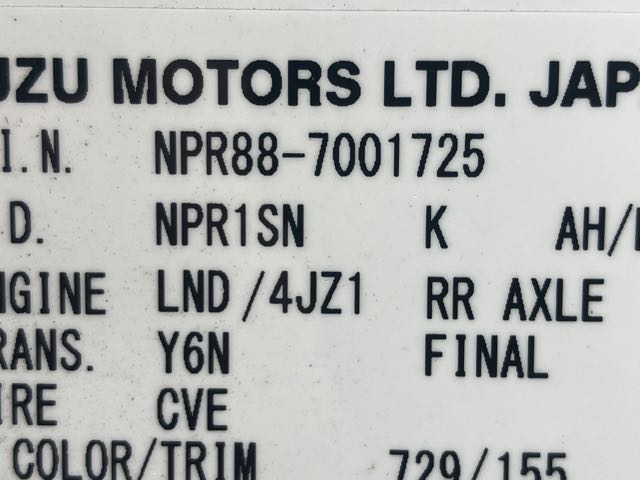 UZU MOTORS LTD. JAP
I.N. NPR88-7001725
D. NPR1SN K AH/
NGINE LND/4JZ1 RR AXLE
RANS. Y6N FINAL
IRE CVE
COLOR/TRIM 729/155